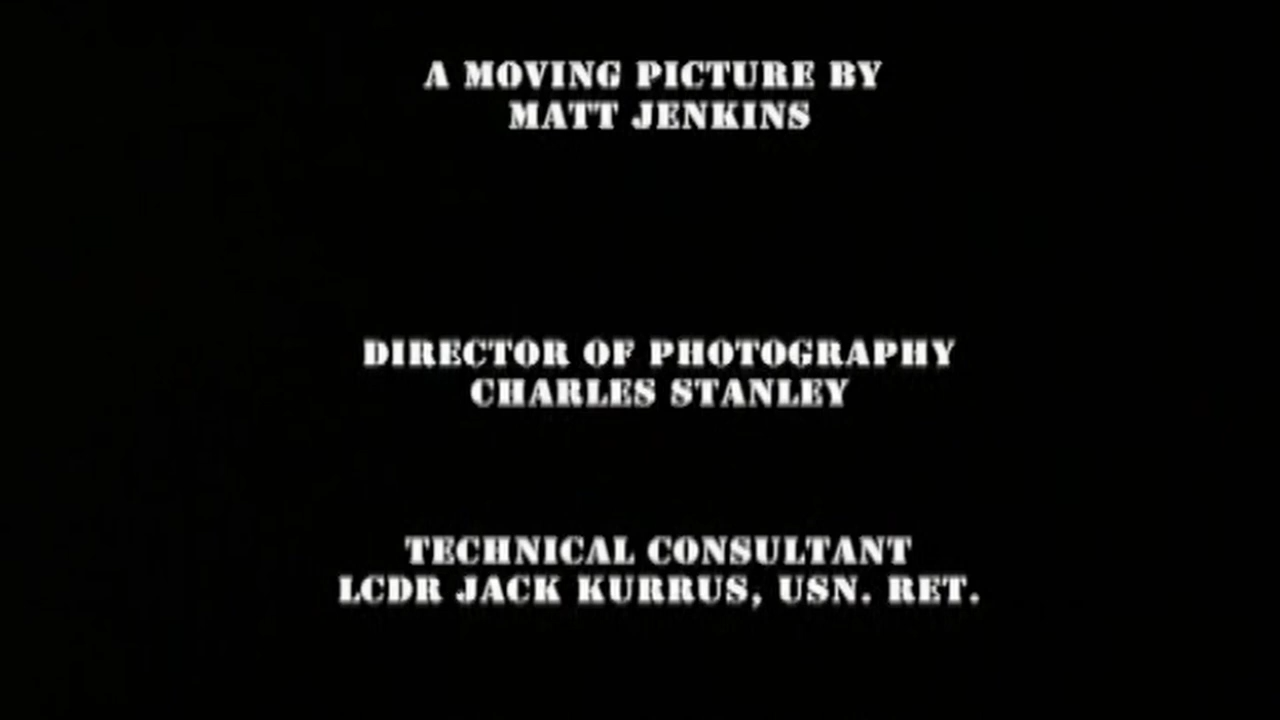 A MOVING PICTURE BY
MATT JENKINS
DIRECTOR OF PHOTOGRAPHY
CHARLES STANLEY
TECHNICAL CONSULTANT
LCDR JACK KURRUS, USN. RET.